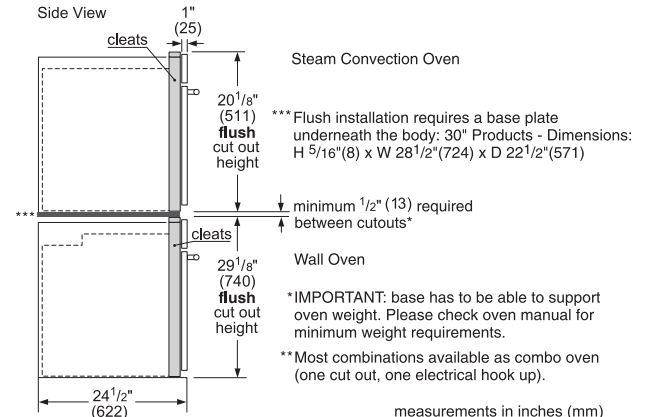 Side View
1"
(25)
cleats
Steam Convection Oven
20 1/8"
(511)
flush
cut out
height
***Flush installation requires a base plate
underneath the body: 30" Products - Dimensions:
H 5/16"(8) x W 28 1/2"(724) x D 22 1/2"(571)
***
minimum 1/2" (13) required
between cutouts*
cleats
Wall Oven
29 1/8"
(740)
flush
cut out
height
*IMPORTANT: base has to be able to support
oven weight. Please check oven manual for
minimum weight requirements.
**Most combinations available as combo oven
(one cut out, one electrical hook up).
24 1/2"
(622)
measurements in inches (mm)